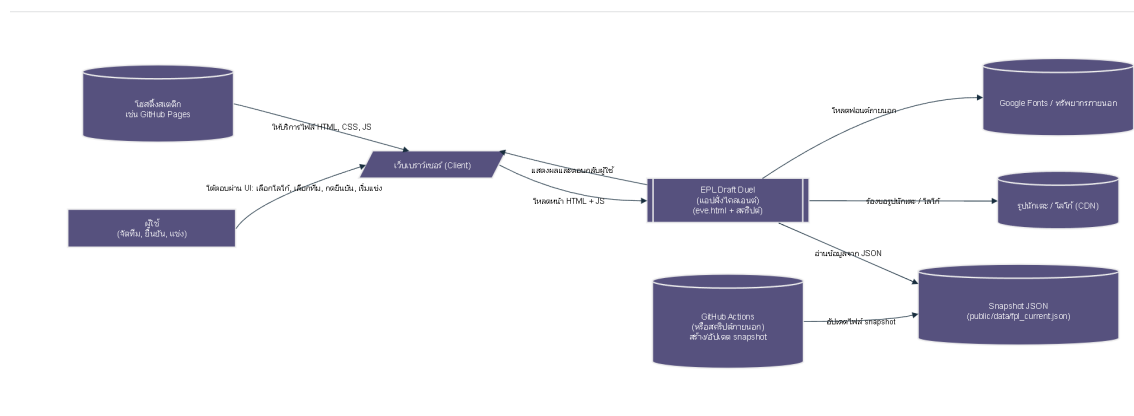 โฮสติ้งสแตติก
เช่น GitHub Pages
ให้บริการไฟล์ HTML, CSS, JS
เว็บเบราว์เซอร์ (Client)
โต้ตอบผ่าน UI: เลือกโลโก้, เลือกทีม, กดยืนยัน, เริ่มแข่ง
ผู้ใช้
(จัดทีม, ยืนยัน, แข่ง)
แสดงผลและตอบกลับผู้ใช้
โหลดหน้า HTML + JS
EPL Draft Duel
(แอปฝั่งไคลเอนต์)
(eve.html + สคริปต์)
โหลดฟอนต์ภายนอก
Google Fonts / ทรัพยากรภายนอก
ร้องขอรูปนักเตะ / โลโก้
รูปนักเตะ / โลโก้ (CDN)
อ่านข้อมูลจาก JSON
Snapshot JSON
(public/data/fpl_current.json)
GitHub Actions
(หรือสคริปต์ภายนอก)
สร้าง/อัปเดต snapshot
อัปเดตไฟล์ snapshot